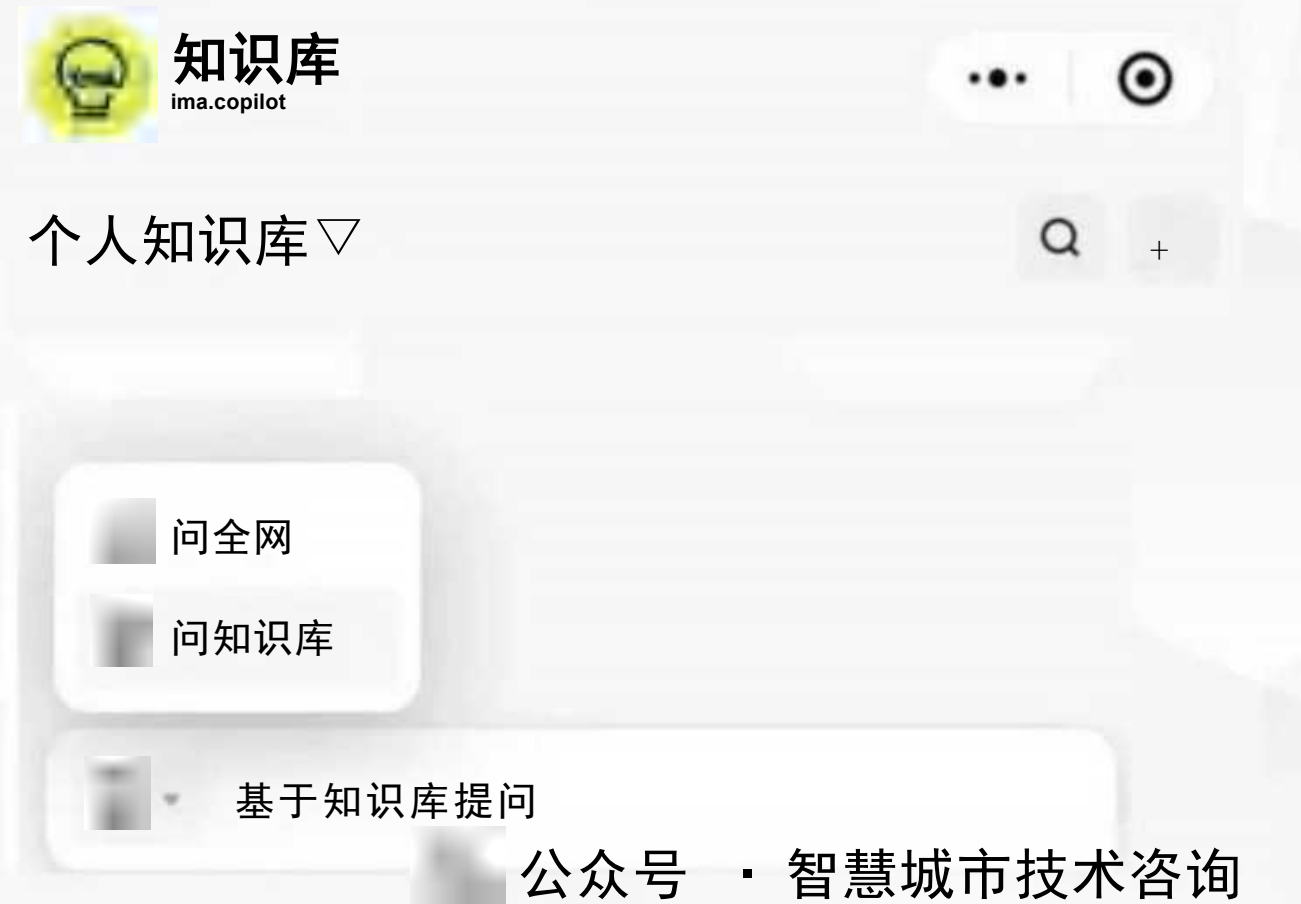 知识库
ima.copilot
个人知识库▽
+
问全网
问知识库
基于知识库提问
公众号 · 智慧城市技术咨询